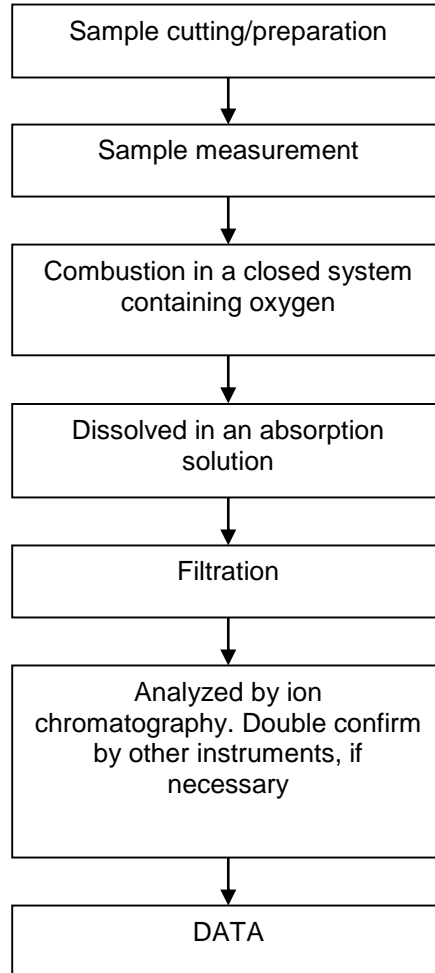 Sample cutting/preparation
Sample measurement
Combustion in a closed system
containing oxygen
Dissolved in an absorption
solution
Filtration
Analyzed by ion
chromatography. Double confirm
by other instruments, if
necessary
DATA